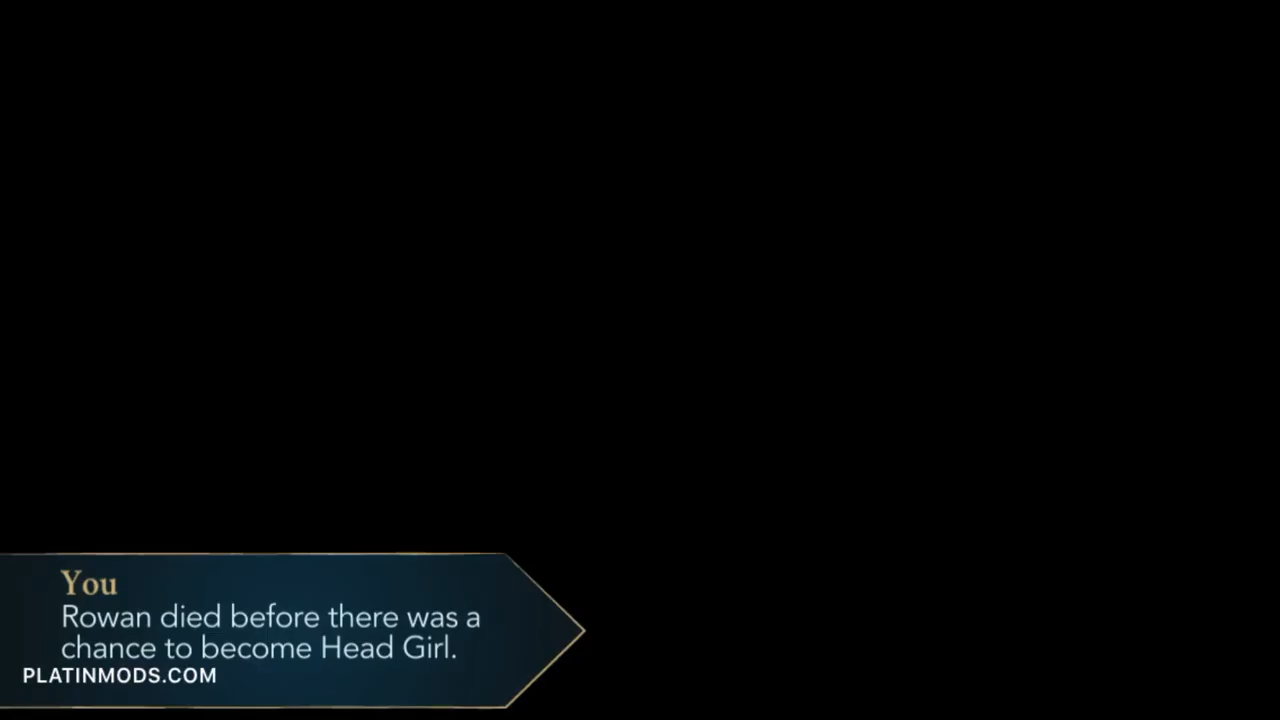 You
Rowan died before there was a
chance to become Head Girl.
PLATINMODS.COM